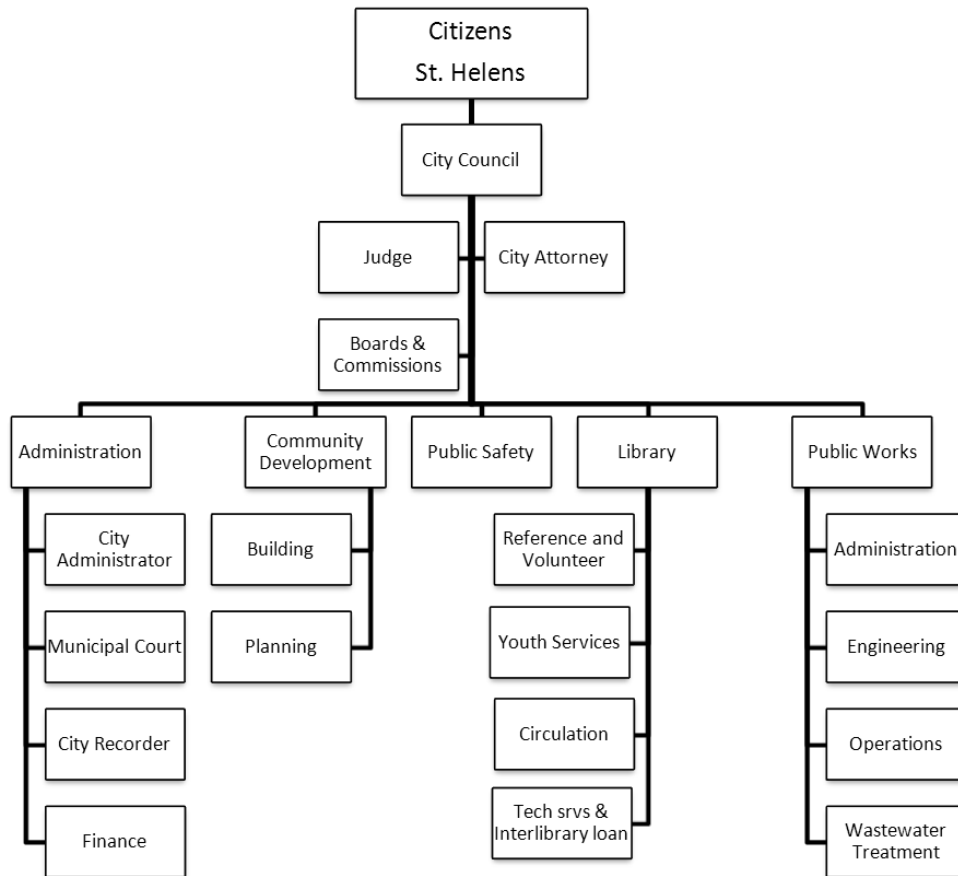 Citizens
St. Helens
City Council
Judge
City Attorney
Boards &
Commissions
Administration
Community
Development
Public Safety
Library
Public Works
City
Administrator
Municipal Court
City Recorder
Finance
Building
Planning
Reference and
Volunteer
Youth Services
Circulation
Tech srvs &
Interlibrary loan
Administration
Engineering
Operations
Wastewater
Treatment